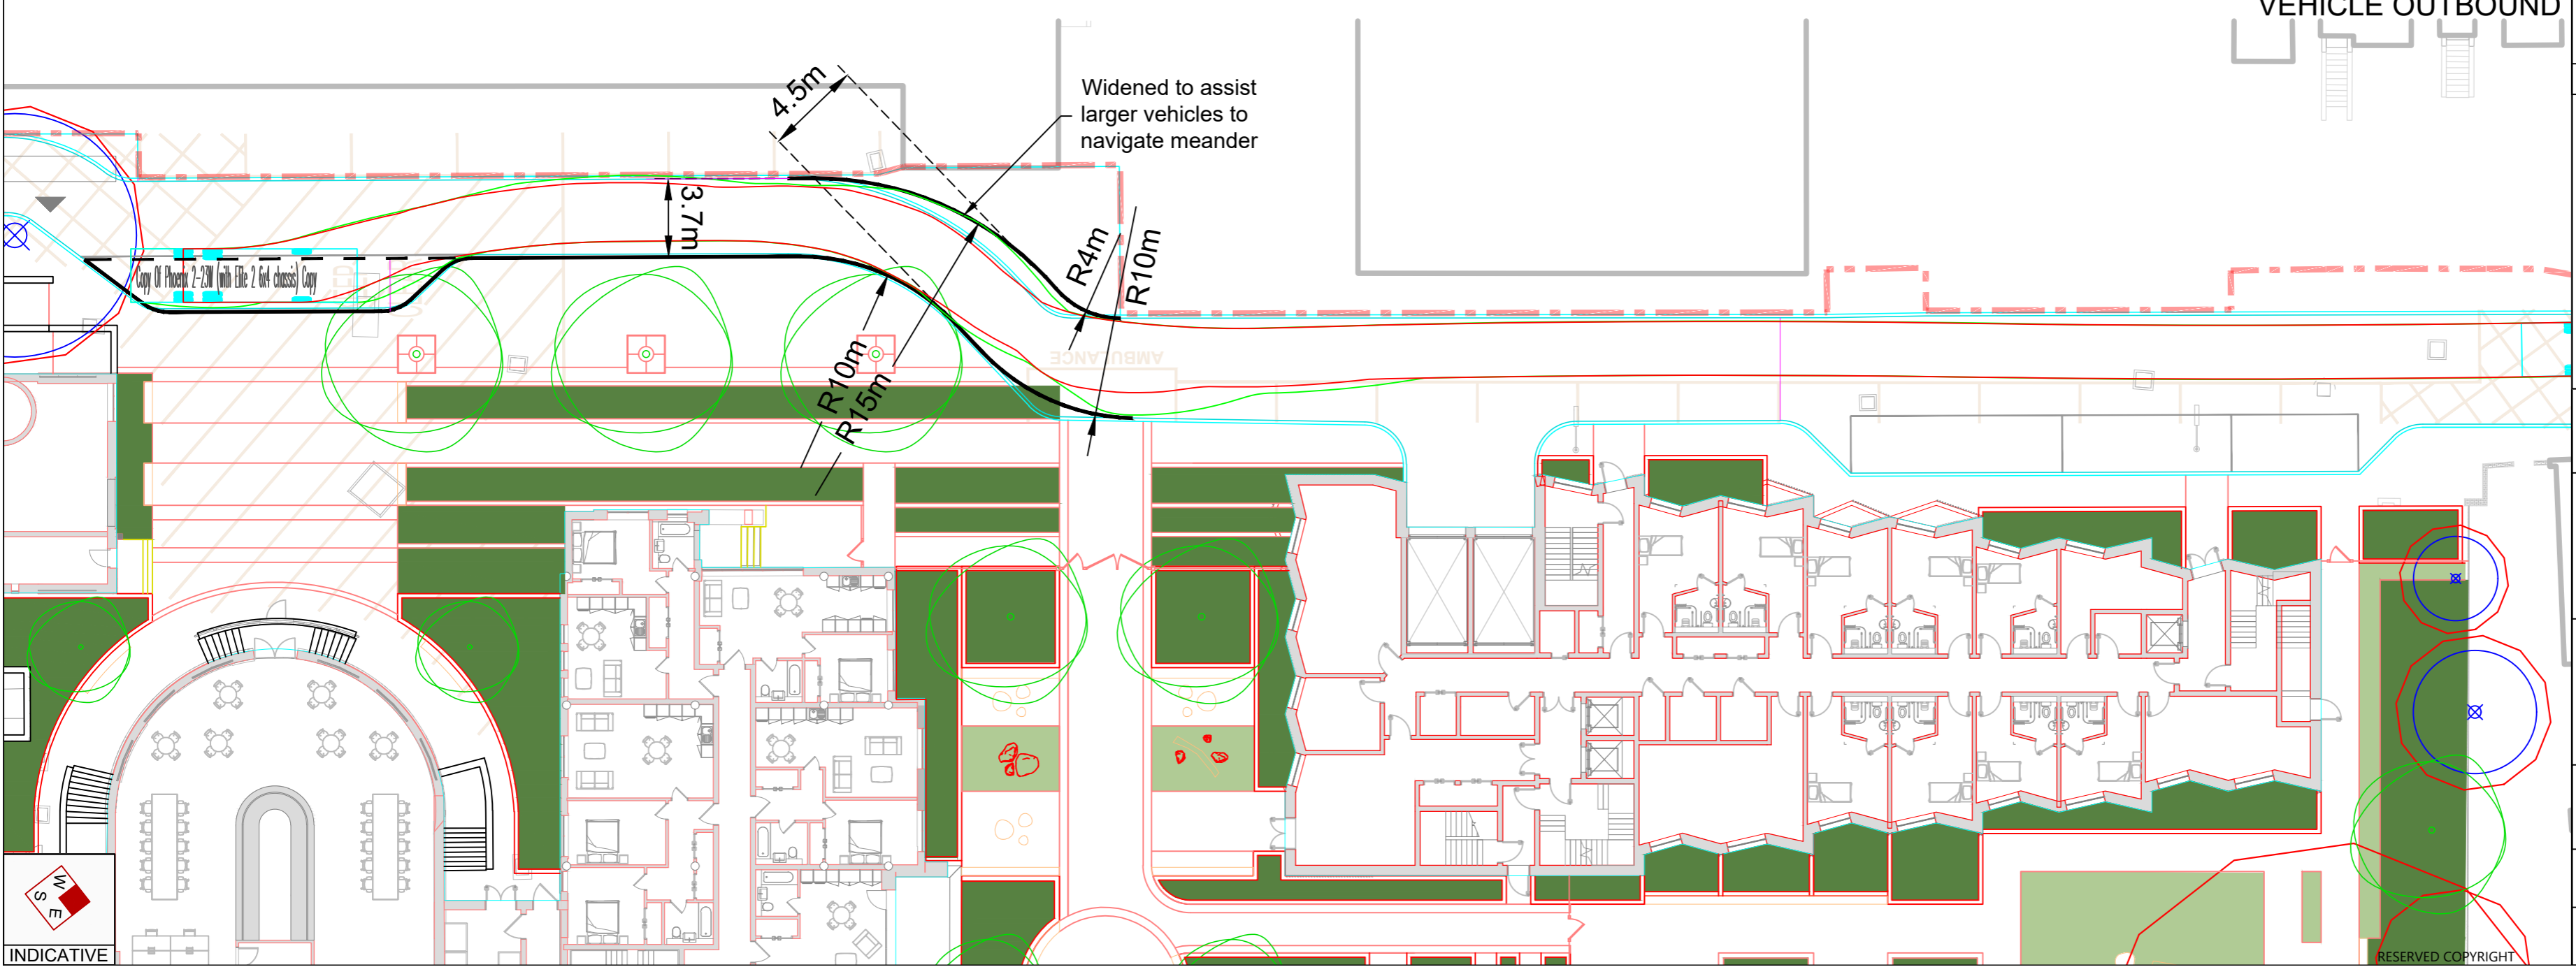 VEHICLE OUTBOUND
4.5m
Widened to assist
larger vehicles to
navigate meander
3.7m
R4m
R10m
Copy Of Phoenix 2-23W (with Elite 2 6x4 chassis) Copy
AMBULANCE
R10m
R15m
W
S
E
INDICATIVE
RESERVED COPYRIGHT